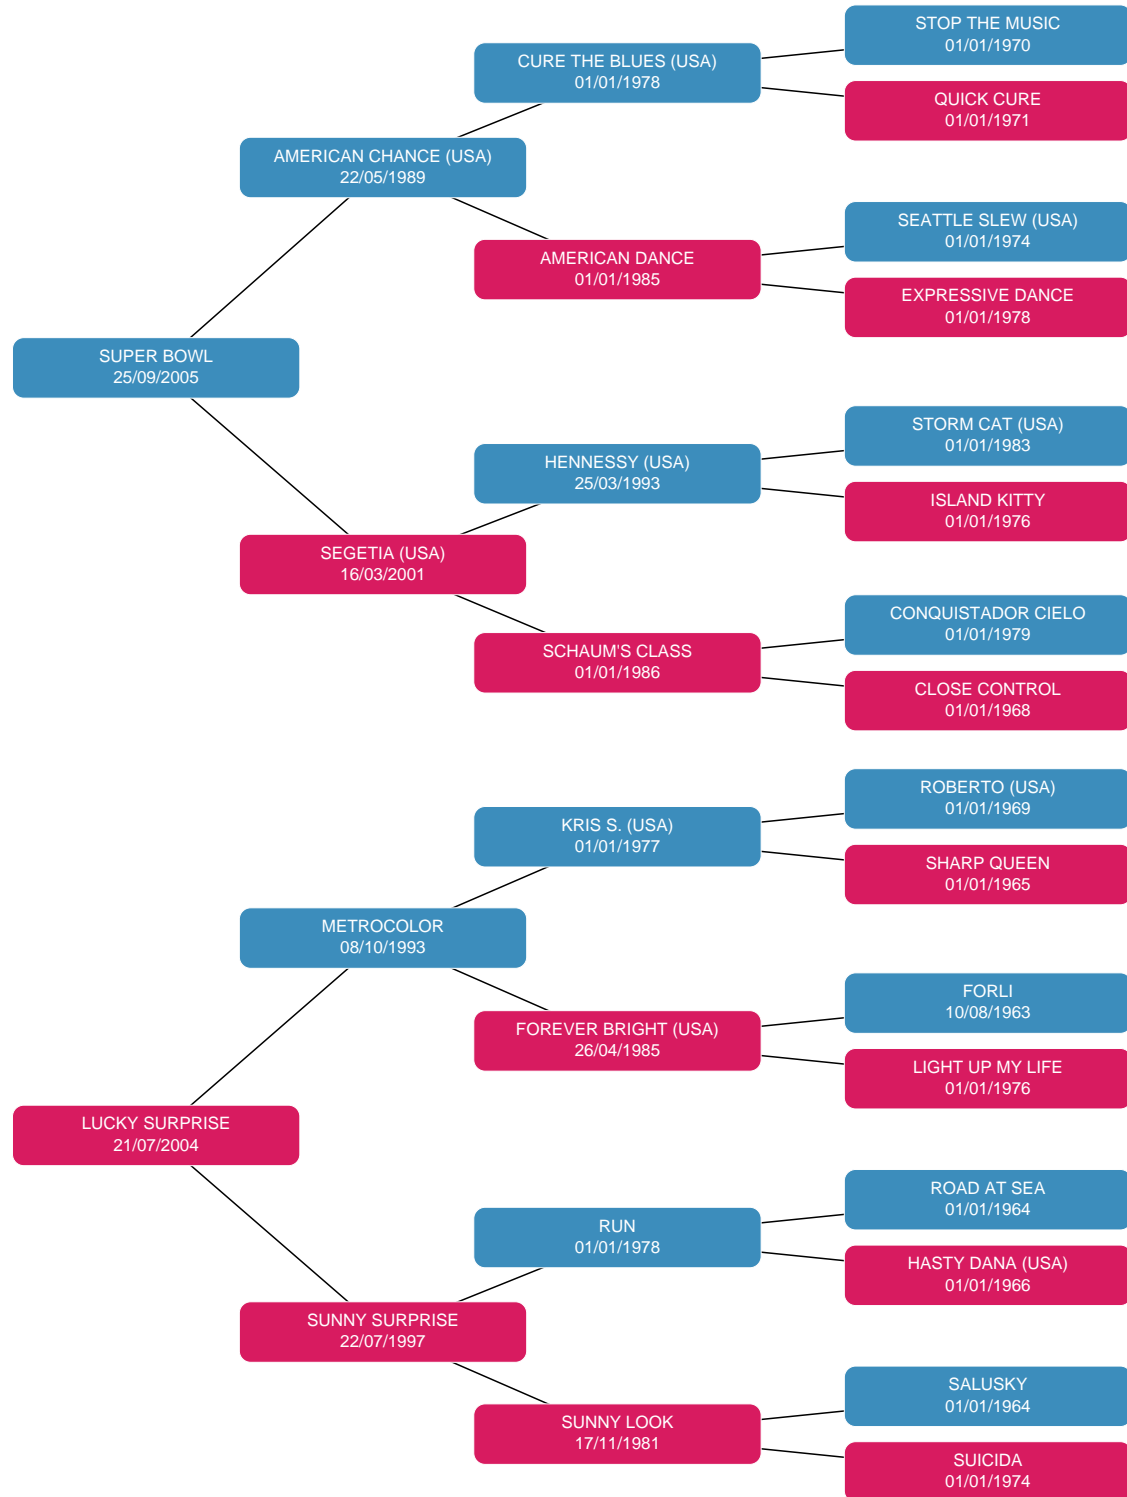 STOP THE MUSIC
01/01/1970
CURE THE BLUES (USA)
01/01/1978
QUICK CURE
01/01/1971
AMERICAN CHANCE (USA)
22/05/1989
SEATTLE SLEW (USA)
01/01/1974
AMERICAN DANCE
01/01/1985
EXPRESSIVE DANCE
01/01/1978
SUPER BOWL
25/09/2005
STORM CAT (USA)
01/01/1983
HENNESSY (USA)
25/03/1993
ISLAND KITTY
01/01/1976
SEGETIA (USA)
16/03/2001
CONQUISTADOR CIELO
01/01/1979
SCHAUM'S CLASS
01/01/1986
CLOSE CONTROL
01/01/1968
ROBERTO (USA)
01/01/1969
KRIS S. (USA)
01/01/1977
SHARP QUEEN
01/01/1965
METROCOLOR
08/10/1993
FORLI
10/08/1963
FOREVER BRIGHT (USA)
26/04/1985
LIGHT UP MY LIFE
01/01/1976
LUCKY SURPRISE
21/07/2004
ROAD AT SEA
01/01/1964
RUN
01/01/1978
HASTY DANA (USA)
01/01/1966
SUNNY SURPRISE
22/07/1997
SALUSKY
01/01/1964
SUNNY LOOK
17/11/1981
SUICIDA
01/01/1974